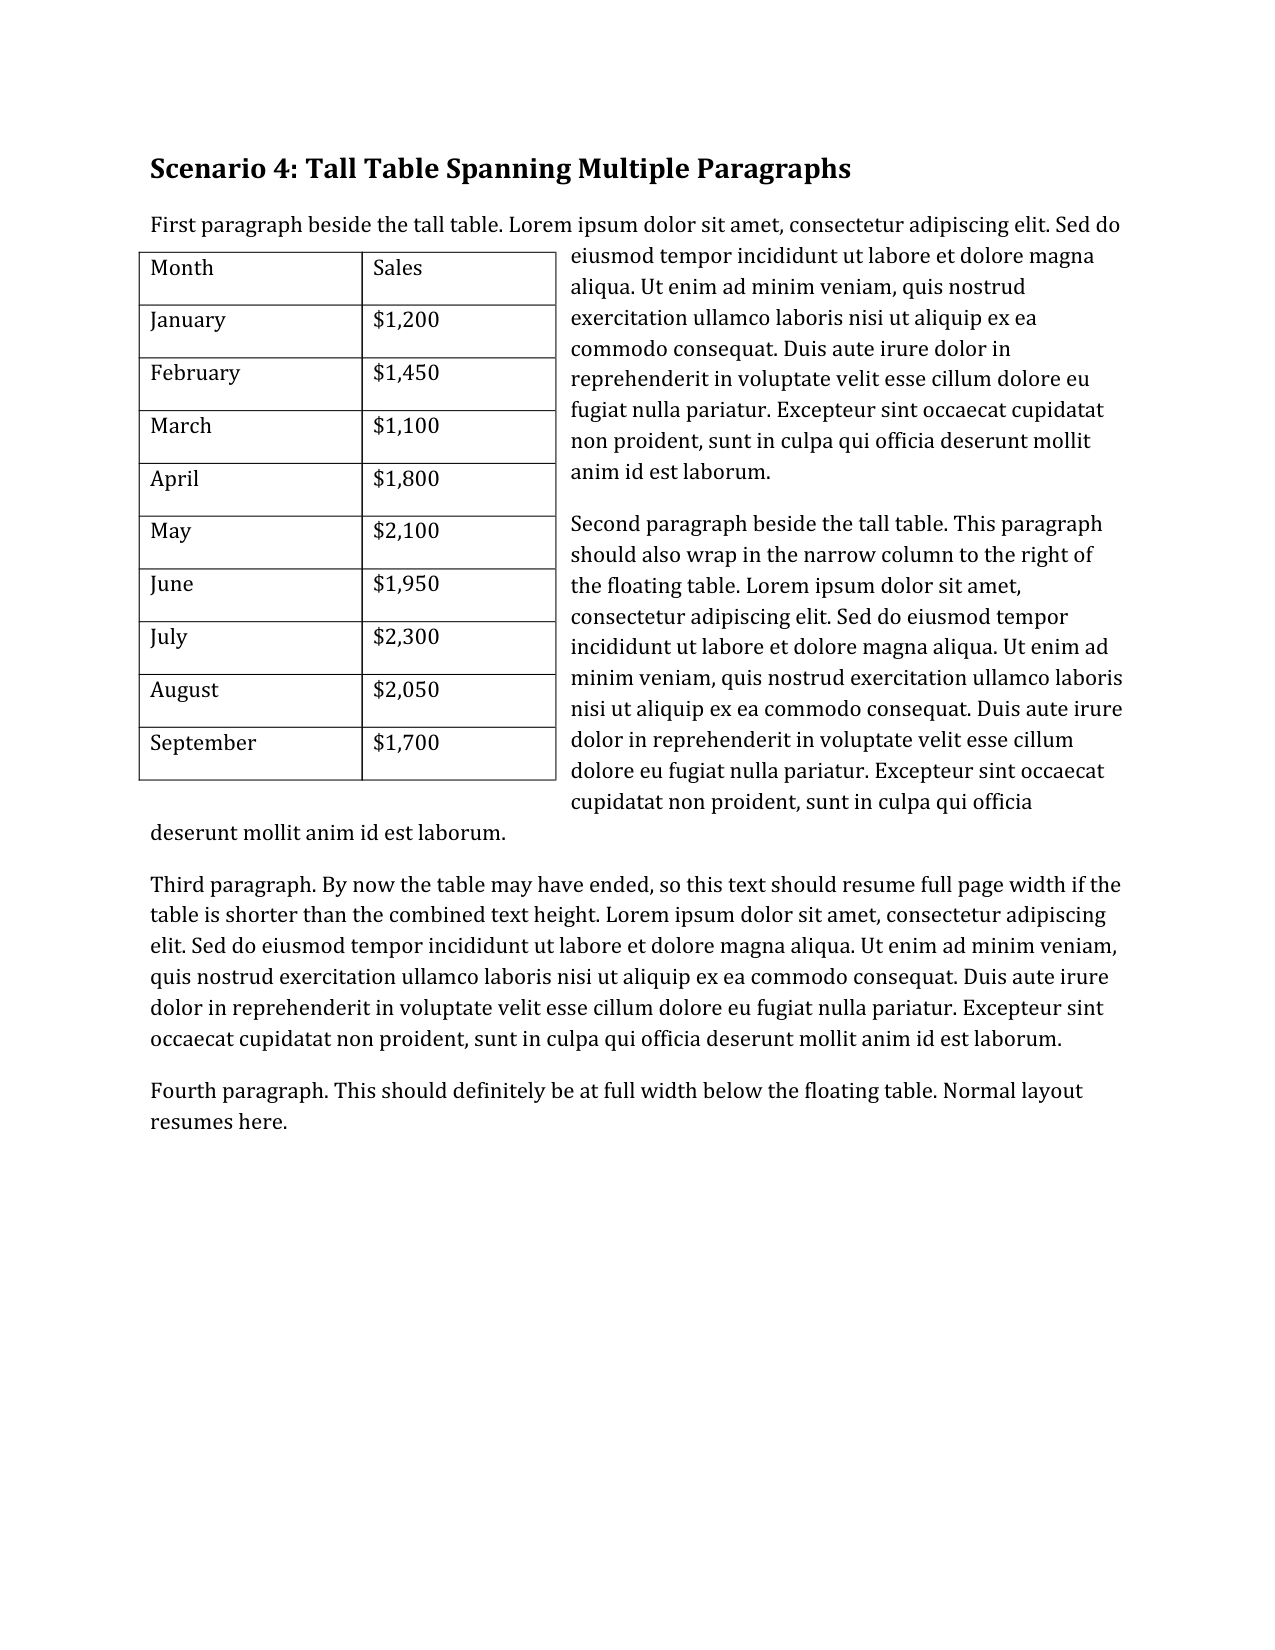 Scenario 4: Tall Table Spanning Multiple Paragraphs
First paragraph beside the tall table. Lorem ipsum dolor sit amet, consectetur adipiscing elit. Sed do
eiusmod tempor incididunt ut labore et dolore magna
aliqua. Ut enim ad minim veniam, quis nostrud
exercitation ullamco laboris nisi ut aliquip ex ea
commodo consequat. Duis aute irure dolor in
reprehenderit in voluptate velit esse cillum dolore eu
fugiat nulla pariatur. Excepteur sint occaecat cupidatat
non proident, sunt in culpa qui officia deserunt mollit
anim id est laborum.
Month Sales
January $1,200
February $1,450
March $1,100
April $1,800
May $2,100
June $1,950
July $2,300
August $2,050
September $1,700
Second paragraph beside the tall table. This paragraph
should also wrap in the narrow column to the right of
the floating table. Lorem ipsum dolor sit amet,
consectetur adipiscing elit. Sed do eiusmod tempor
incididunt ut labore et dolore magna aliqua. Ut enim ad
minim veniam, quis nostrud exercitation ullamco laboris
nisi ut aliquip ex ea commodo consequat. Duis aute irure
dolor in reprehenderit in voluptate velit esse cillum
dolore eu fugiat nulla pariatur. Excepteur sint occaecat
cupidatat non proident, sunt in culpa qui officia
deserunt mollit anim id est laborum.
Third paragraph. By now the table may have ended, so this text should resume full page width if the
table is shorter than the combined text height. Lorem ipsum dolor sit amet, consectetur adipiscing
elit. Sed do eiusmod tempor incididunt ut labore et dolore magna aliqua. Ut enim ad minim veniam,
quis nostrud exercitation ullamco laboris nisi ut aliquip ex ea commodo consequat. Duis aute irure
dolor in reprehenderit in voluptate velit esse cillum dolore eu fugiat nulla pariatur. Excepteur sint
occaecat cupidatat non proident, sunt in culpa qui officia deserunt mollit anim id est laborum.
Fourth paragraph. This should definitely be at full width below the floating table. Normal layout
resumes here.